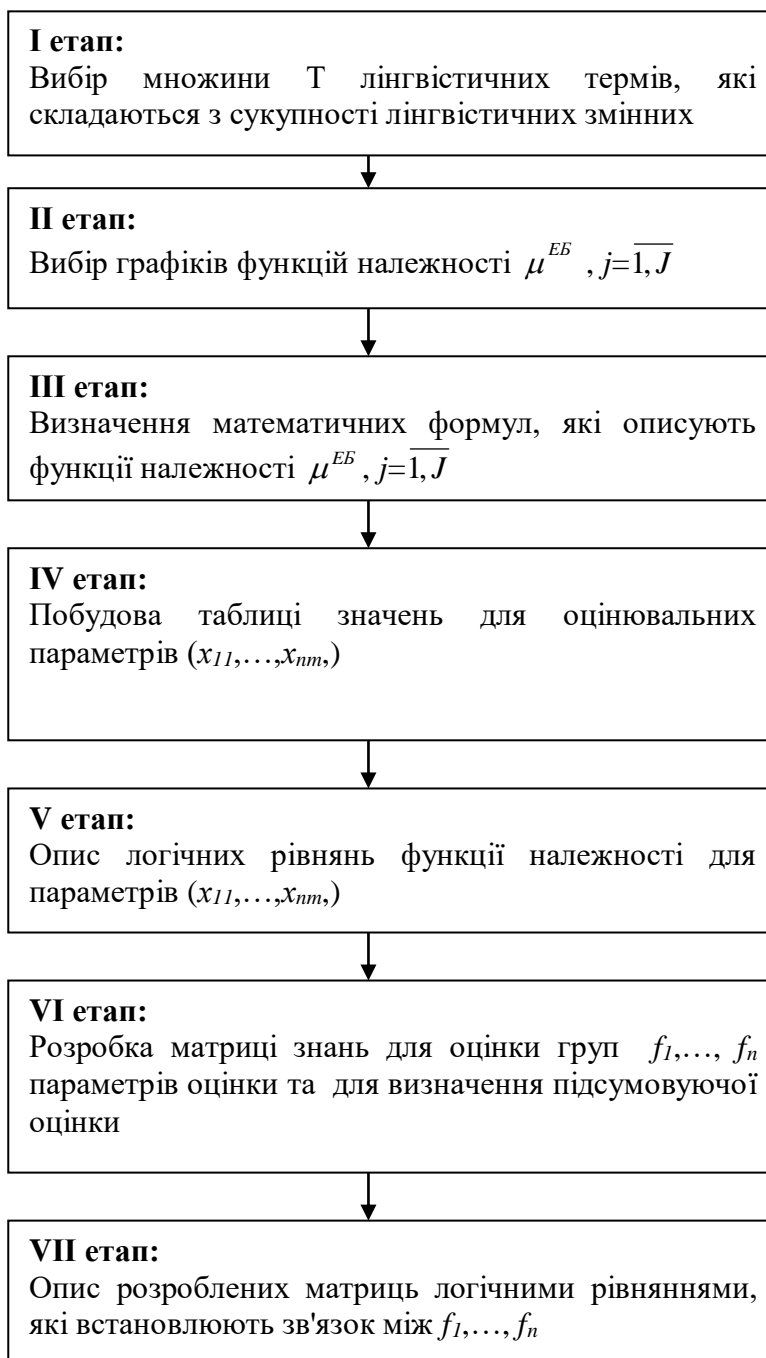 І етап:
Вибір множини Т лінгвістичних термів, які
складаються з сукупності лінгвістичних змінних
ІІ етап:
Вибір графіків функцій належності μ^{ЕБ} , j=\overline{1,J}
ІІІ етап:
Визначення математичних формул, які описують
функції належності μ^{ЕБ} , j=\overline{1,J}
IV етап:
Побудова таблиці значень для оцінювальних
параметрів (x₁₁,…,xₙₘ,)
V етап:
Опис логічних рівнянь функції належності для
параметрів (x₁₁,…,xₙₘ,)
VI етап:
Розробка матриці знань для оцінки груп f₁,…, fₙ
параметрів оцінки та для визначення підсумовуючої
оцінки
VII етап:
Опис розроблених матриць логічними рівняннями,
які встановлюють зв'язок між f₁,…, fₙ